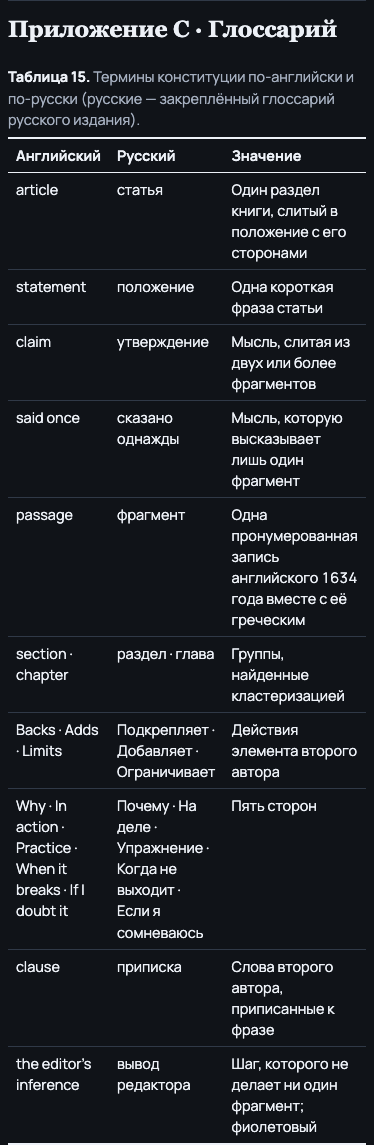 Приложение C · Глоссарий
Таблица 15. Термины конституции по-английски и
по-русски (русские — закреплённый глоссарий
русского издания).
Английский Русский Значение
article статья Один раздел
книги, слитый в
положение с его
сторонами
statement положение Одна короткая
фраза статьи
claim утверждение Мысль, слитая из
двух или более
фрагментов
said once сказано Мысль, которую
однажды высказывает
лишь один
фрагмент
passage фрагмент Одна
пронумерованная
запись
английского 1634
года вместе с её
греческим
section · раздел · глава Группы,
chapter найденные
кластеризацией
Backs · Adds Подкрепляет · Действия
· Limits Добавляет · элемента второго
Ограничивает автора
Why · In Почему · На Пять сторон
action · деле ·
Practice · Упражнение ·
When it Когда не
breaks · If I выходит ·
doubt it Если я
сомневаюсь
clause приписка Слова второго
автора,
приписанные к
фразе
the editor's вывод Шаг, которого не
inference редактора делает ни один
фрагмент;
фиолетовый